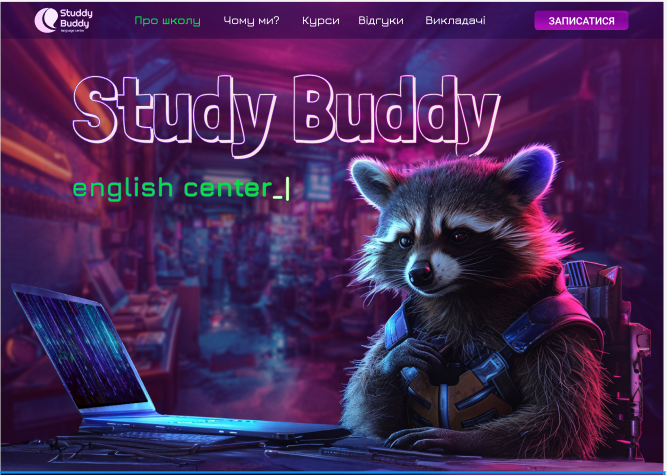 Studdy
Buddy
language center
Про школу Чому ми? Курси Відгуки Викладачі ЗАПИСАТИСЯ
Study Buddy
english center_|